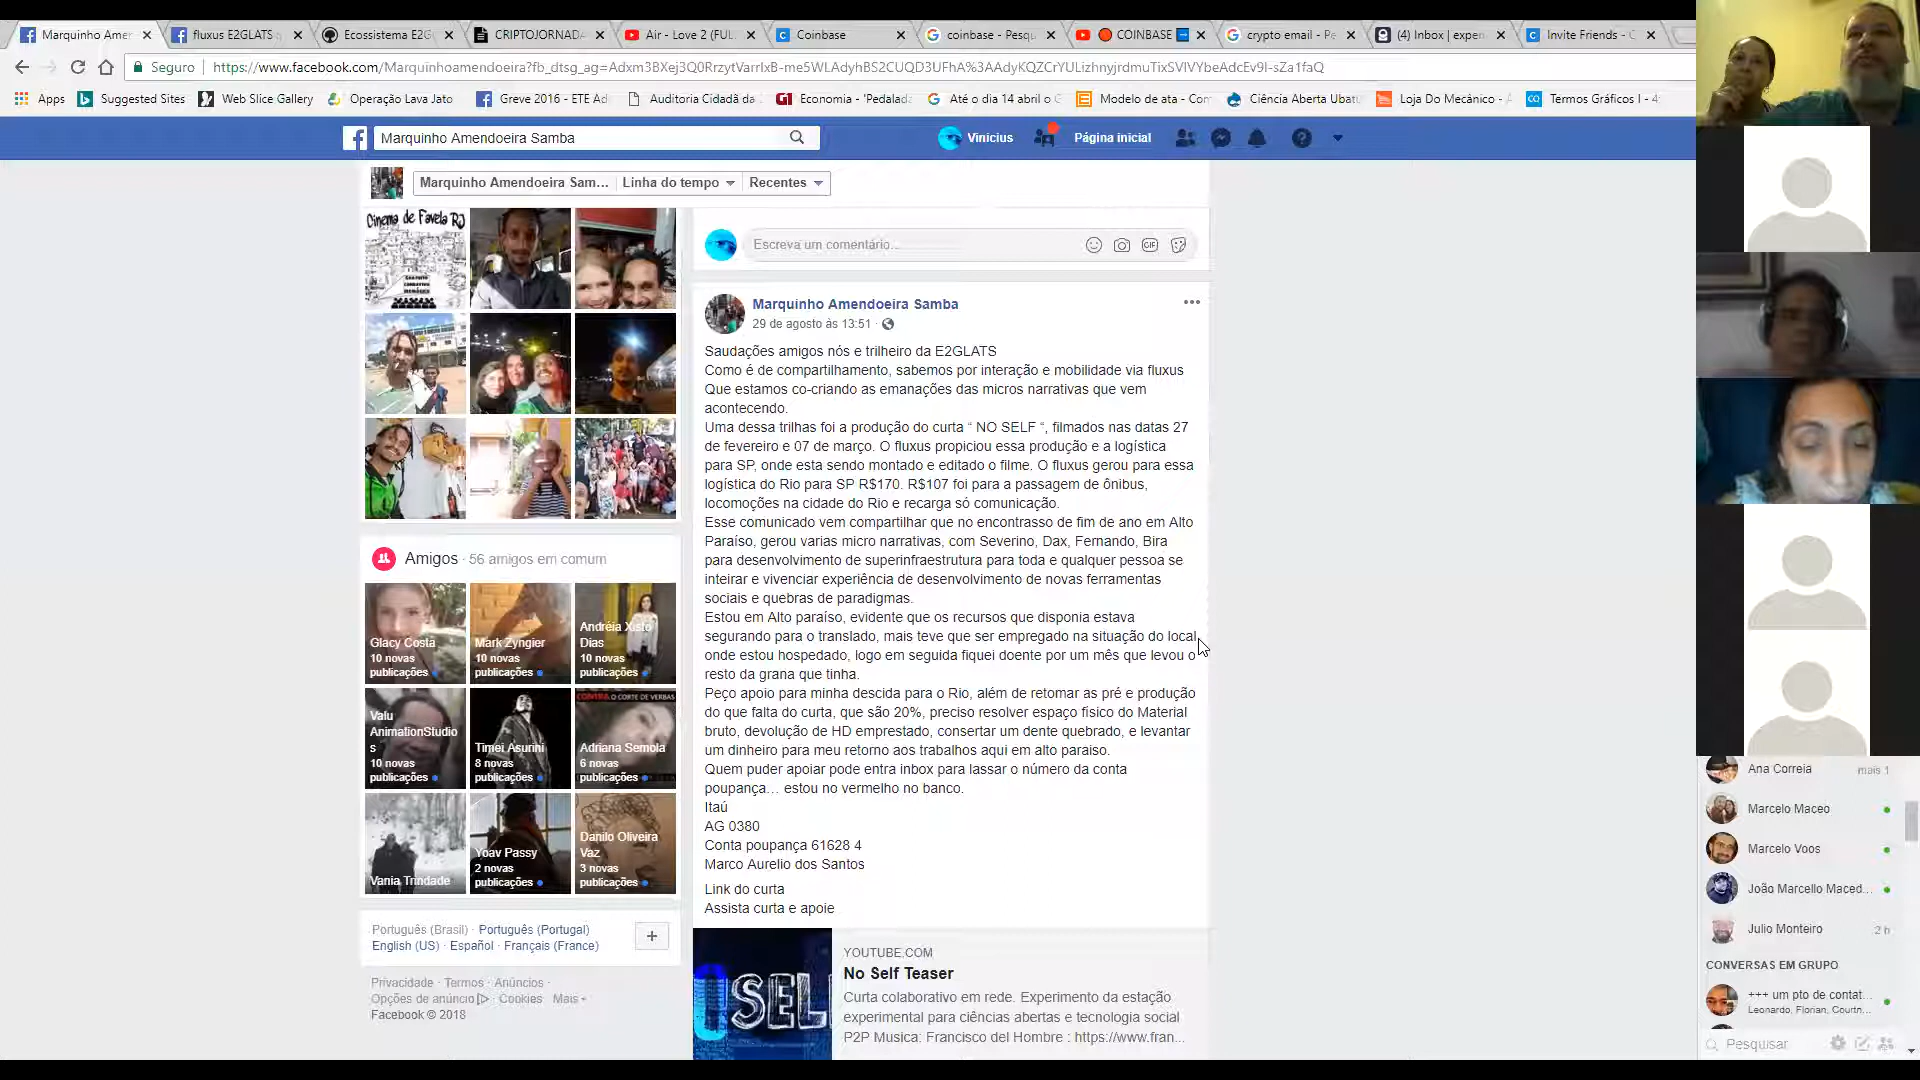 Marquinho Amer
fluxus E2GLATS
Ecossistema E2G
CRIPTOJORNADA
Air - Love 2 (FUL
Coinbase
coinbase - Pesqu
COINBASE
crypto email - Pe
(4) Inbox | exper
Invite Friends - C
Seguro
https://www.facebook.com/Marquinhoamendoeira?fb_dtsg_ag=
Apps
Suggested Sites
Web Slice Gallery
Operação Lava Jato
Greve 2016 - ETE Ad
Auditoria Cidadã da
Economia - 'Pedalada
Até o dia 14 abril o
Modelo de ata - Com
Ciência Aberta Ubat
Loja Do Mecânico -
Termos Gráficos I - 4
Marquinho Amendoeira Samba
Vinicius
Página inicial
Marquinho Amendoeira Sam...
Linha do tempo
Recentes
Cinema de Favela RJ
Escreva um comentário...
GIF
Marquinho Amendoeira Samba
29 de agosto às 13:51 ·
Saudações amigos nós e trilheiro da E2GLATS
Como é de compartilhamento, sabemos por interação e mobilidade via fluxus
Que estamos co-criando as emanações das micros narrativas que vem
acontecendo.
Uma dessa trilhas foi a produção do curta “ NO SELF “, filmados nas datas 27
de fevereiro e 07 de março. O fluxus propiciou essa produção e a logística
para SP, onde esta sendo montado e editado o filme. O fluxus gerou para essa
logística do Rio para SP R$170. R$107 foi para a passagem de ônibus,
locomoções na cidade do Rio e recarga só comunicação.
Esse comunicado vem compartilhar que no encontrasso de fim de ano em Alto
Paraíso, gerou varias micro narrativas, com Severino, Dax, Fernando, Bira
para desenvolvimento de superinfraestrutura para toda e qualquer pessoa se
inteirar e vivenciar experiência de desenvolvimento de novas ferramentas
sociais e quebras de paradigmas.
Estou em Alto paraíso, evidente que os recursos que disponia estava
segurando para o translado, mais teve que ser empregado na situação do local
onde estou hospedado, logo em seguida fiquei doente por um mês que levou o
resto da grana que tinha.
Peço apoio para minha descida para o Rio, além de retomar as pré e produção
do que falta do curta, que são 20%, preciso resolver espaço fisico do Material
bruto, devolução de HD emprestado, consertar um dente quebrado, e levantar
um dinheiro para meu retorno aos trabalhos aqui em alto paraiso.
Quem puder apoiar pode entra inbox para lassar o número da conta
poupança… estou no vermelho no banco.
Itaú
AG 0380
Conta poupança 61628 4
Marco Aurelio dos Santos
Link do curta
Assista curta e apoie
SELF
YOUTUBE.COM
No Self Teaser
Curta colaborativo em rede. Experimento da estação
experimental para ciências abertas e tecnologia social
P2P Musica: Francisco del Hombre : https://www.fran...
Amigos · 56 amigos em comum
Glacy Costa
10 novas
publicações
Mark Zyngier
10 novas
publicações
Andréia Xisto
Dias
10 novas
publicações
Valu
AnimationStudio
s
10 novas
publicações
Timei Asurini
8 novas
publicações
CONTRA O CORTE DE VERBAS
Adriana Semola
6 novas
publicações
Vania Trindade
Yoav Passy
2 novas
publicações
Danilo Oliveira
Vaz
3 novas
publicações
Português (Brasil) · Português (Portugal)
English (US) · Español · Français (France)
Privacidade · Termos · Anúncios ·
Opções de anúncio · Cookies · Mais
Facebook © 2018
Ana Correia
mais 1
Marcelo Maceo
Marcelo Voos
João Marcello Maced...
Julio Monteiro
2 h
CONVERSAS EM GRUPO
+++ um pto de contat...
Leonardo, Florian, Courtn...
Pesquisar